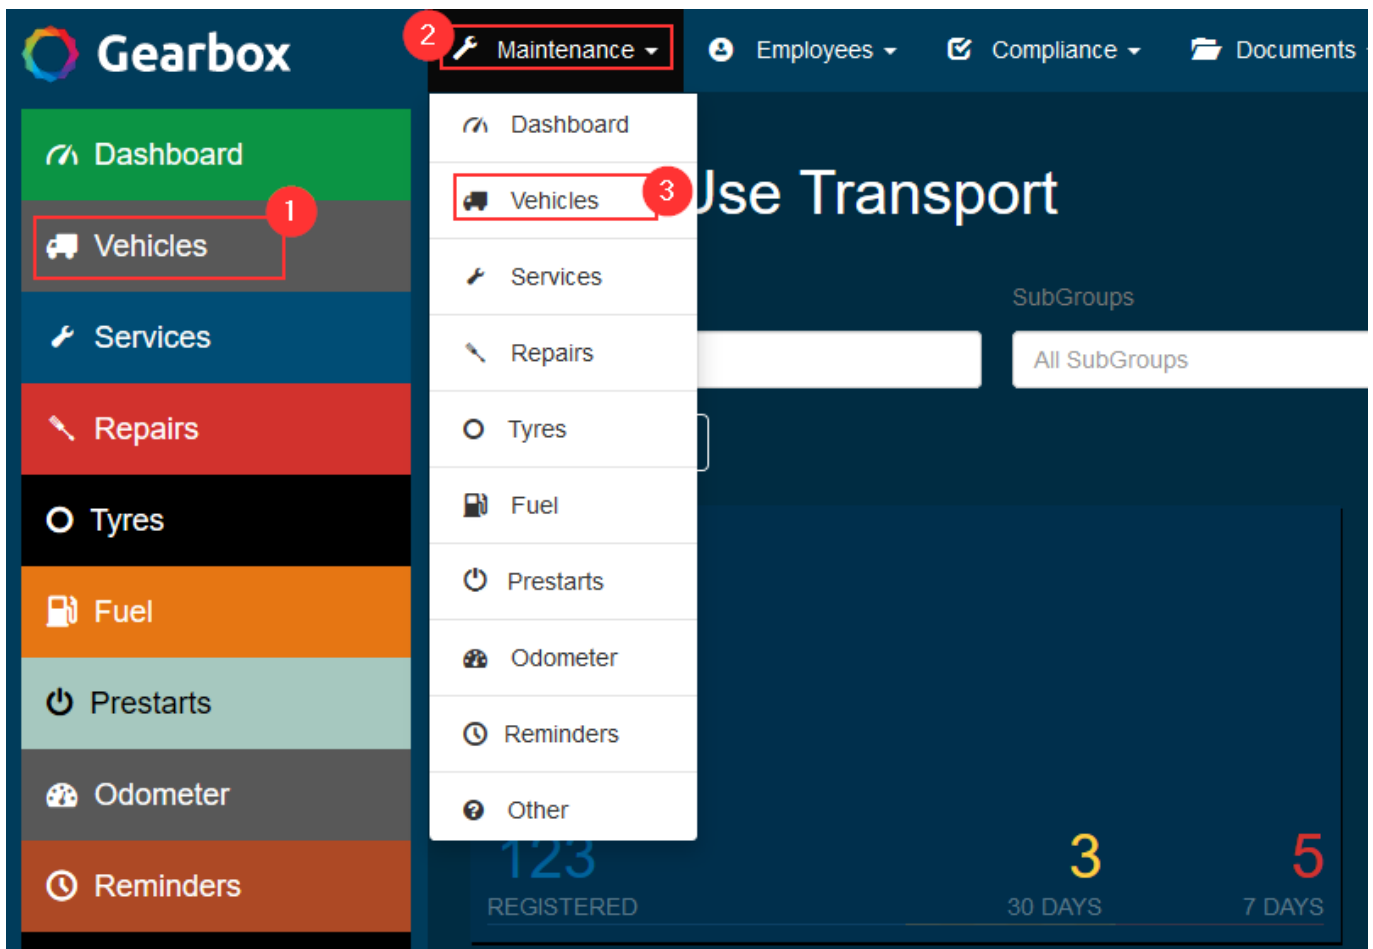 Gearbox
2
Maintenance
Employees
Compliance
Documents
Dashboard
1
Vehicles
Services
Repairs
Tyres
Fuel
Prestarts
Odometer
Reminders
Dashboard
Vehicles
3
Services
Repairs
Tyres
Fuel
Prestarts
Odometer
Reminders
Other
Use Transport
SubGroups
All SubGroups
123
REGISTERED
3
30 DAYS
5
7 DAYS